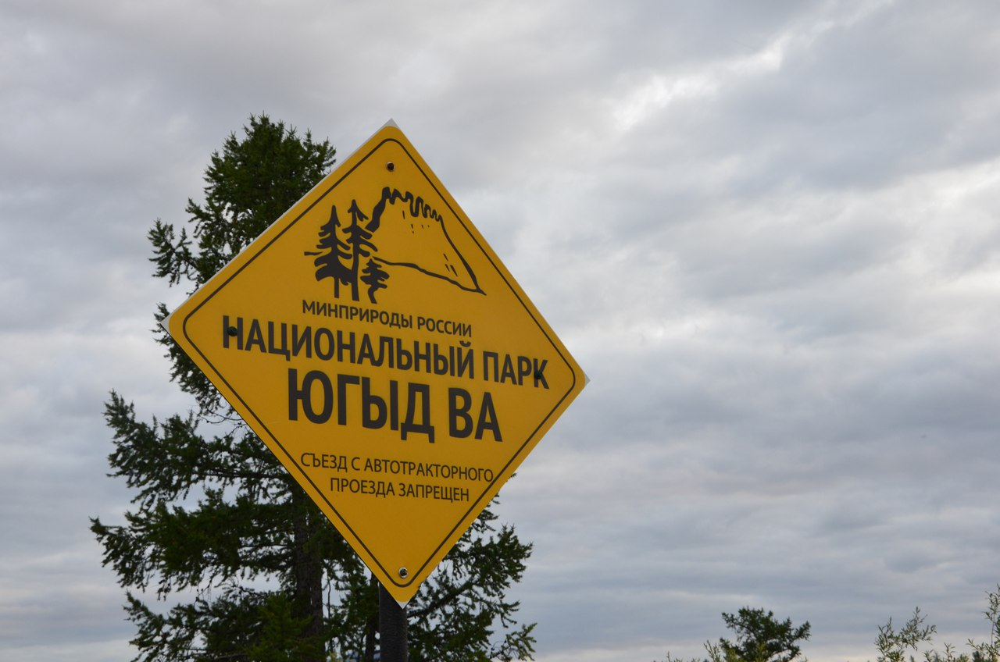 МИНПРИРОДЫ РОССИИ
НАЦИОНАЛЬНЫЙ ПАРК
ЮГЫД ВА
СЪЕЗД С АВТОТРАКТОРНОГО
ПРОЕЗДА ЗАПРЕЩЕН